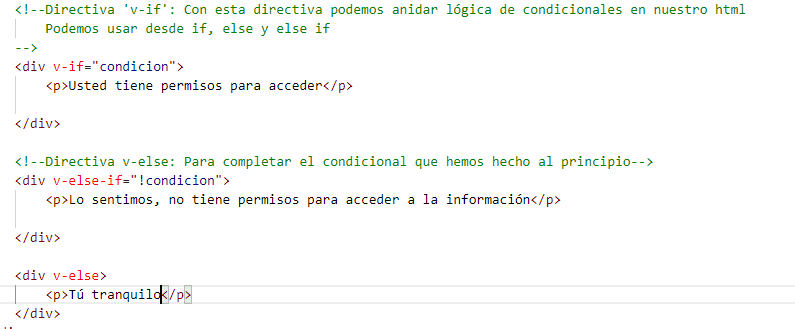 <!--Directiva 'v-if': Con esta directiva podemos anidar lógica de condicionales en nuestro html
Podemos usar desde if, else y else if
-->
<div v-if="condicion">
<p>Usted tiene permisos para acceder</p>
</div>
<!--Directiva v-else: Para completar el condicional que hemos hecho al principio-->
<div v-else-if="!condicion">
<p>Lo sentimos, no tiene permisos para acceder a la información</p>
</div>
<div v-else>
<p>Tú tranquilo</p>
</div>